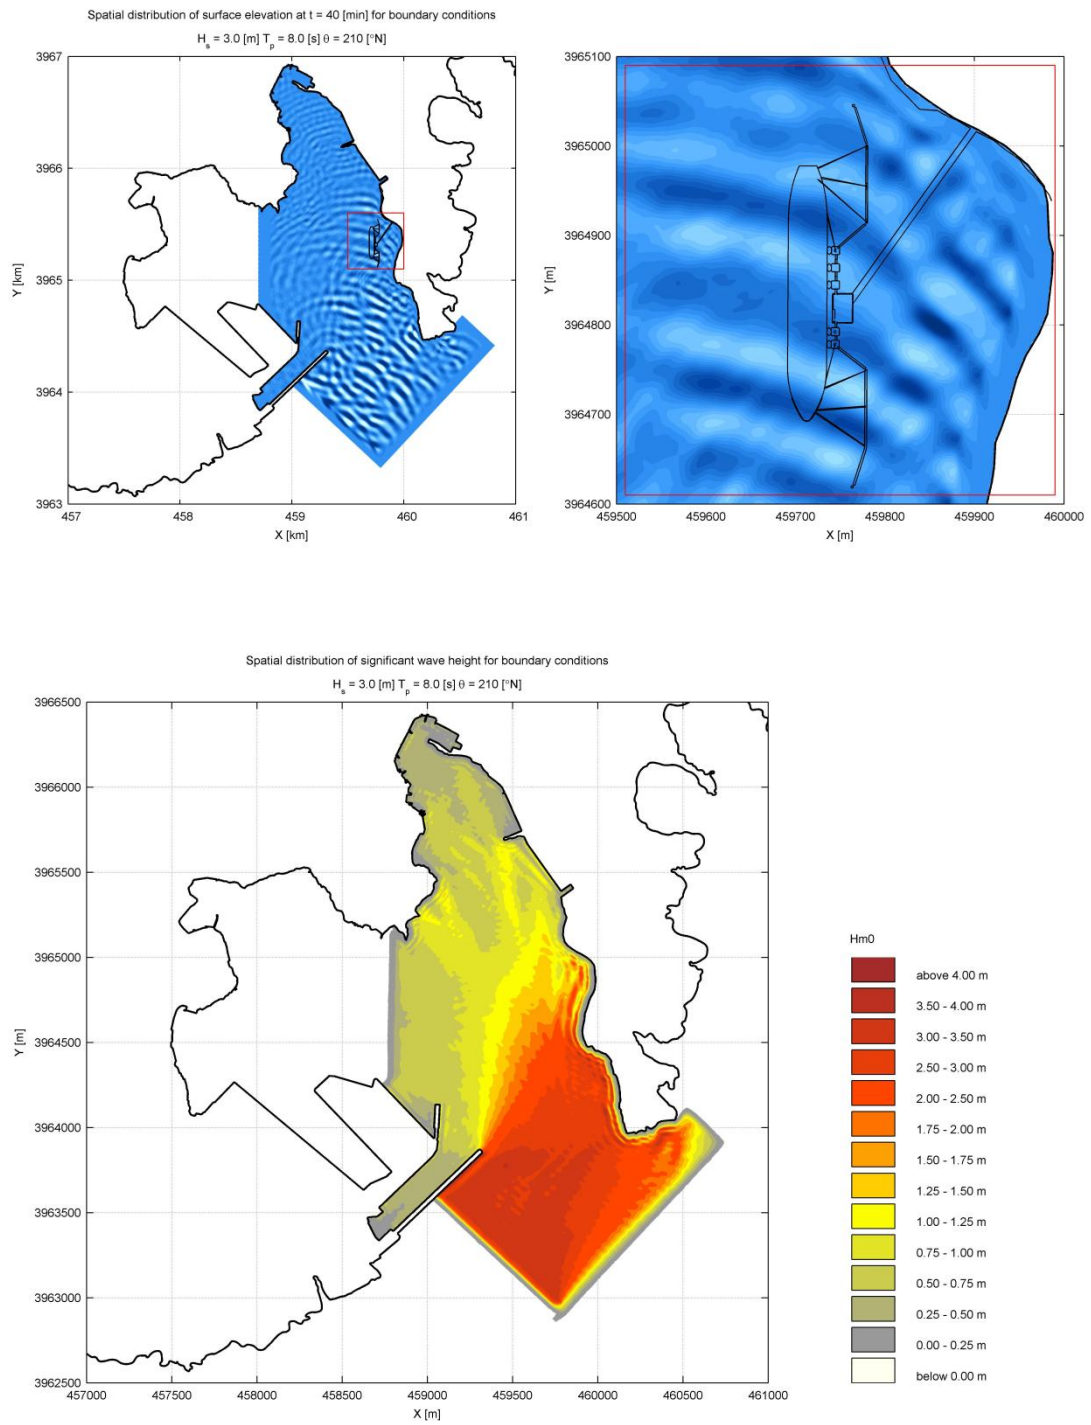 Spatial distribution of surface elevation at t = 40 [min] for boundary conditions
H_s = 3.0 [m] T_p = 8.0 [s] θ = 210 [°N]
3967
3966
3965
3964
3963
Y [km]
457 458 459 460 461
X [km]
3965100
3965000
3964900
3964800
3964700
3964600
Y [m]
459500 459600 459700 459800 459900 460000
X [m]
Spatial distribution of significant wave height for boundary conditions
H_s = 3.0 [m] T_p = 8.0 [s] θ = 210 [°N]
3966500
3966000
3965500
3965000
3964500
3964000
3963500
3963000
3962500
Y [m]
457000 457500 458000 458500 459000 459500 460000 460500 461000
X [m]
Hm0
above 4.00 m
3.50 - 4.00 m
3.00 - 3.50 m
2.50 - 3.00 m
2.00 - 2.50 m
1.75 - 2.00 m
1.50 - 1.75 m
1.25 - 1.50 m
1.00 - 1.25 m
0.75 - 1.00 m
0.50 - 0.75 m
0.25 - 0.50 m
0.00 - 0.25 m
below 0.00 m